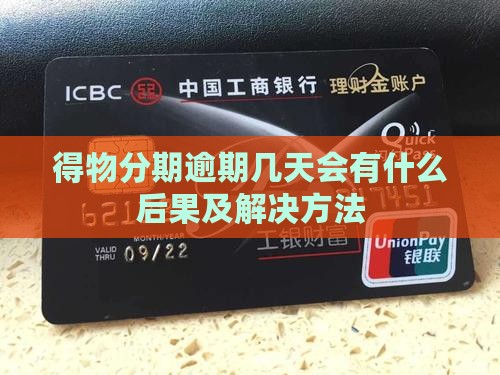 ICBC 中国工商银行 理财金账户
Quick
Pass
得物分期逾期几天会有什么
后果及解决方法
MONTH/YEAR
VALID
THRU 09/22
工银财富
UnionPay
银联